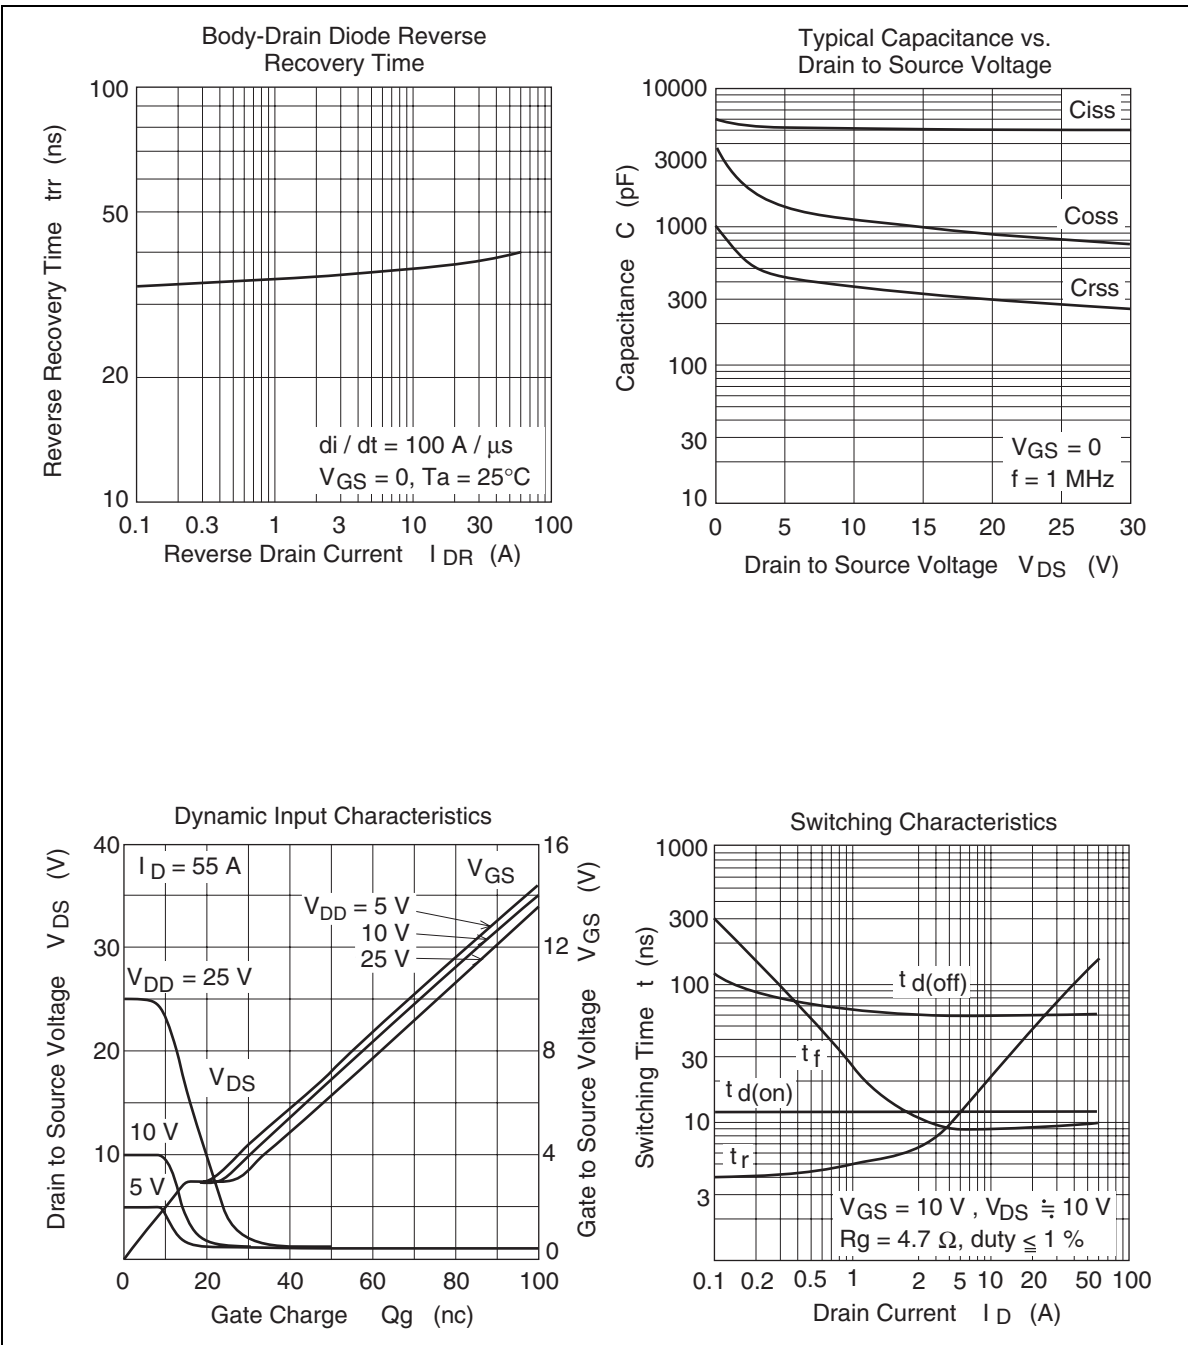 Body-Drain Diode Reverse
Recovery Time
Reverse Recovery Time trr (ns)
100
50
20
10
di / dt = 100 A / μs
VGS = 0, Ta = 25°C
0.1 0.3 1 3 10 30 100
Reverse Drain Current I DR (A)
Typical Capacitance vs.
Drain to Source Voltage
Capacitance C (pF)
10000
3000
1000
300
100
30
10
Ciss
Coss
Crss
VGS = 0
f = 1 MHz
0 5 10 15 20 25 30
Drain to Source Voltage VDS (V)
Dynamic Input Characteristics
Drain to Source Voltage VDS (V)
40
30
20
10
0
I D = 55 A
VGS
VDD = 5 V
10 V
25 V
VDD = 25 V
VDS
10 V
5 V
16
12
8
4
0
Gate to Source Voltage VGS (V)
0 20 40 60 80 100
Gate Charge Qg (nc)
Switching Characteristics
Switching Time t (ns)
1000
300
100
30
10
3
t d(off)
t f
t d(on)
t r
VGS = 10 V , VDS ≒ 10 V
Rg = 4.7 Ω, duty ≦ 1 %
0.1 0.2 0.5 1 2 5 10 20 50 100
Drain Current I D (A)